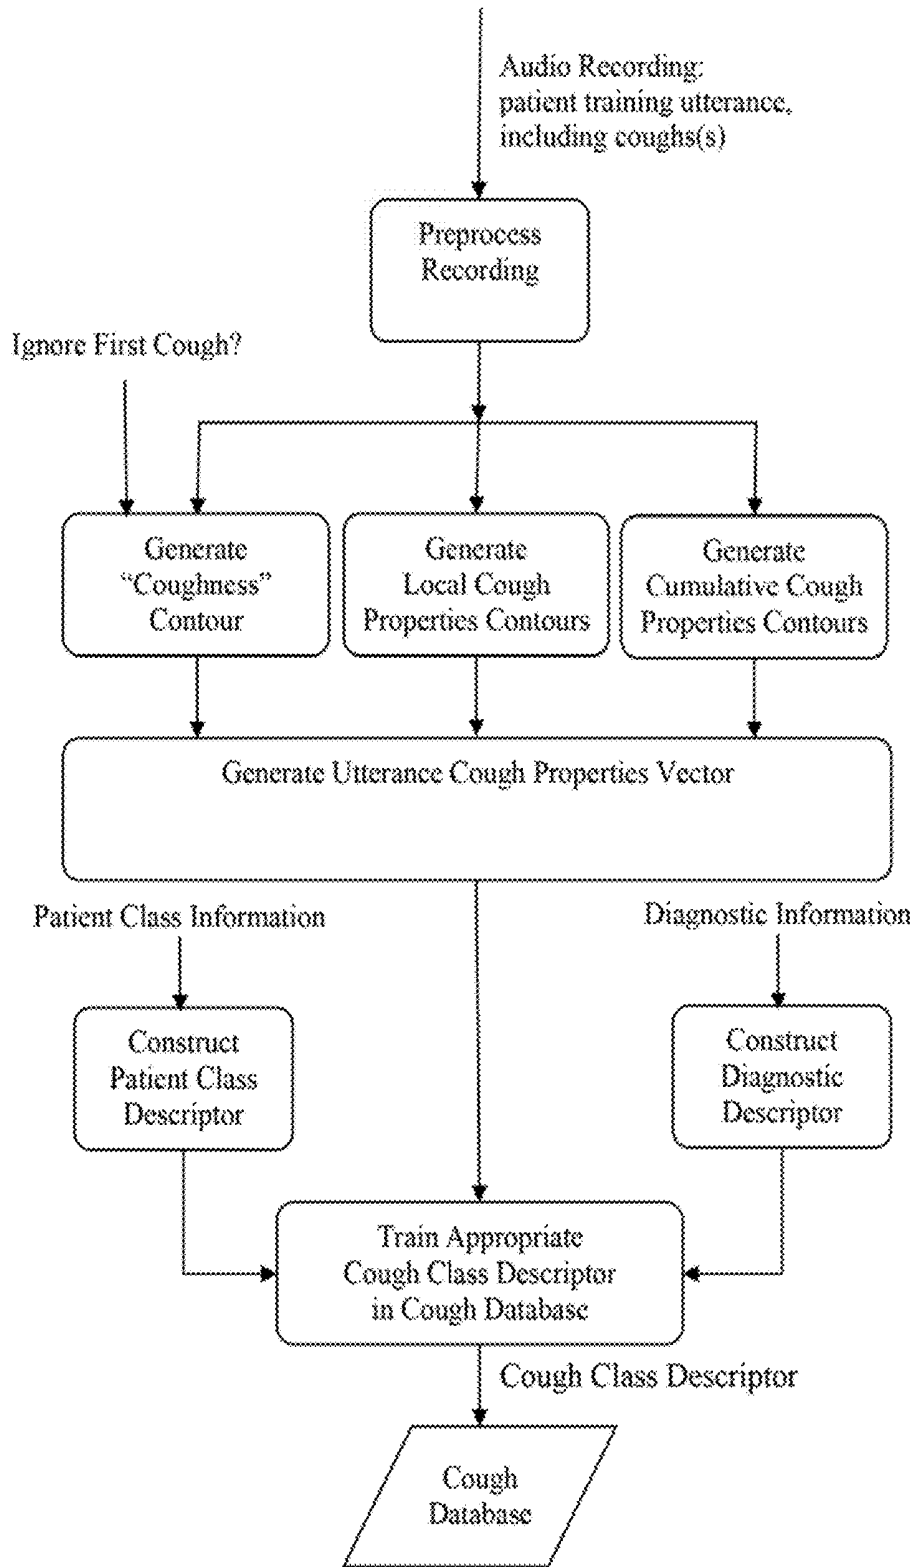 Audio Recording:
patient training utterance,
including coughs(s)
Preprocess
Recording
Ignore First Cough?
Generate
“Coughness”
Contour
Generate
Local Cough
Properties Contours
Generate
Cumulative Cough
Properties Contours
Generate Utterance Cough Properties Vector
Patient Class Information
Diagnostic Information
Construct
Patient Class
Descriptor
Construct
Diagnostic
Descriptor
Train Appropriate
Cough Class Descriptor
in Cough Database
Cough Class Descriptor
Cough
Database